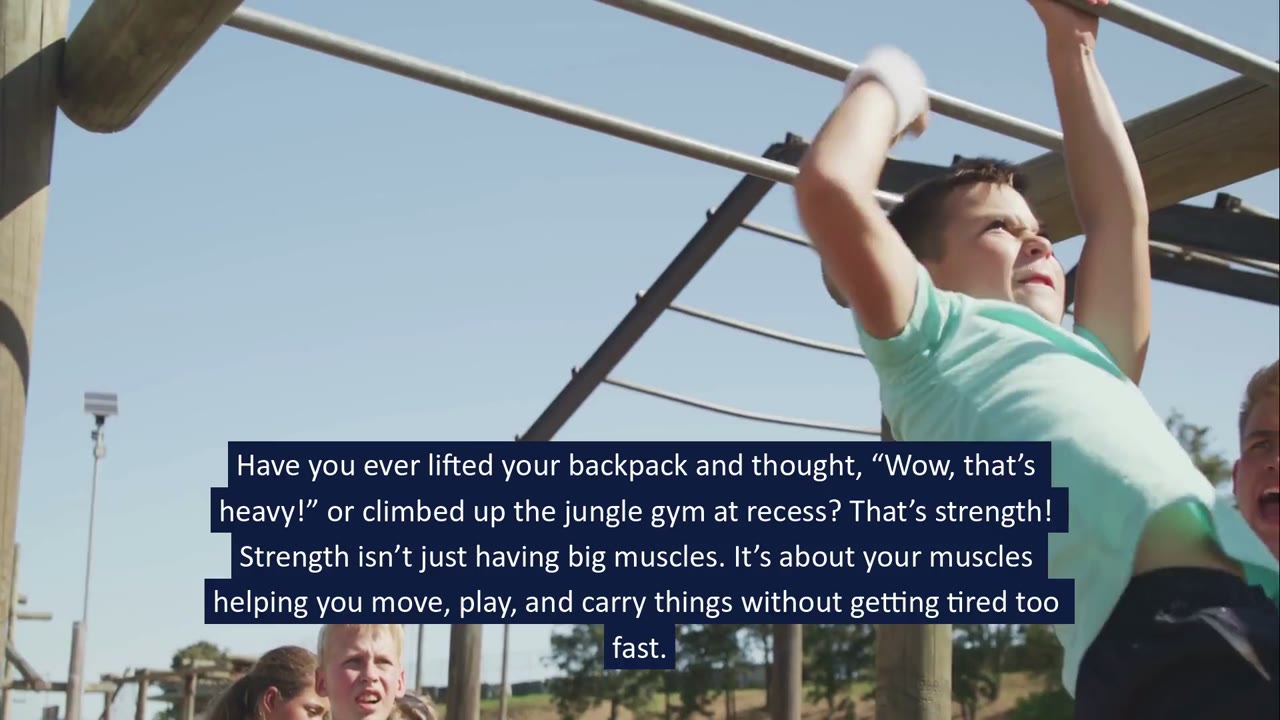 Have you ever lifted your backpack and thought, “Wow, that’s
heavy!” or climbed up the jungle gym at recess? That’s strength!
Strength isn’t just having big muscles. It’s about your muscles
helping you move, play, and carry things without getting tired too
fast.